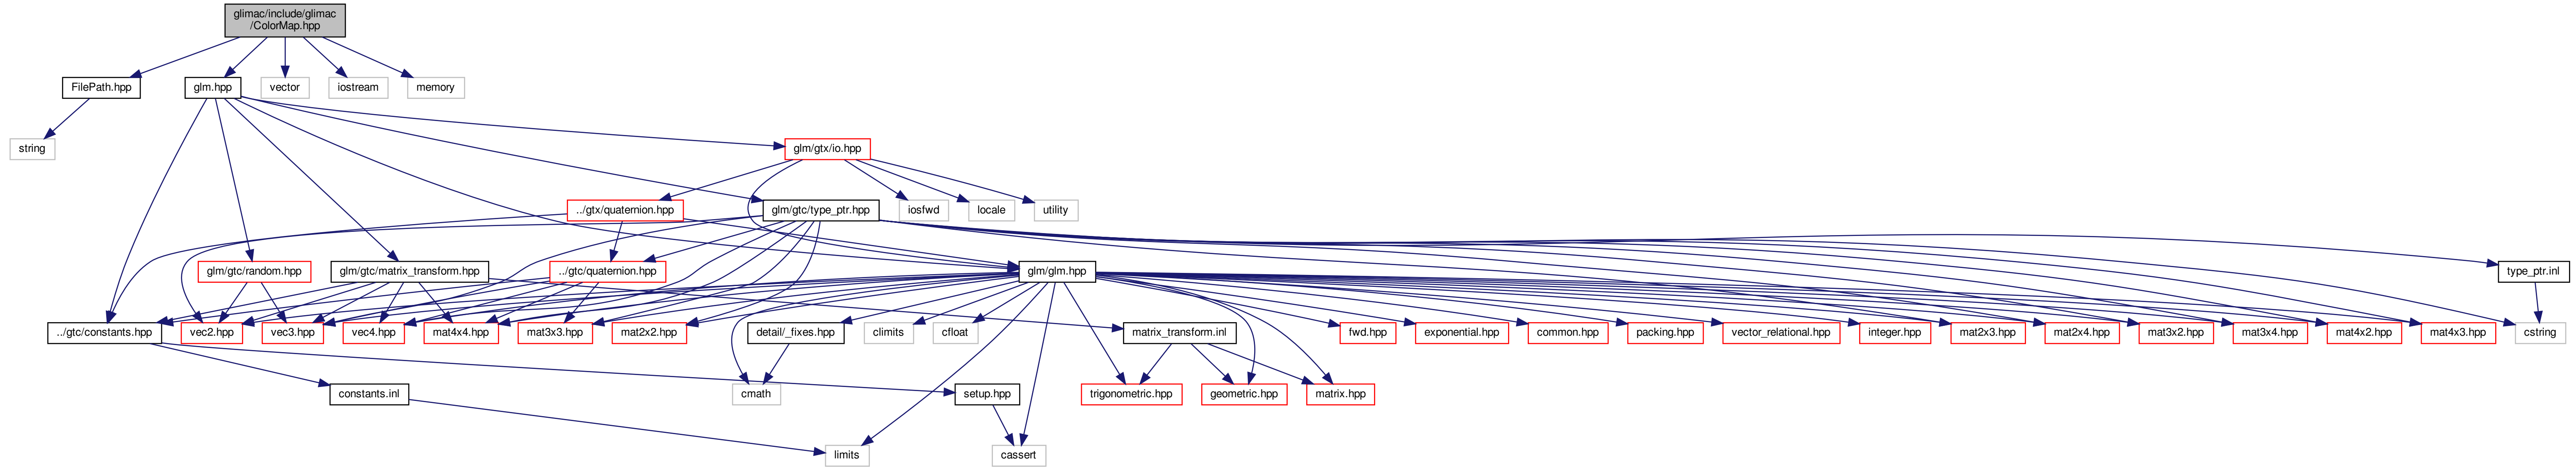 glimac/include/glimac
/ColorMap.hpp
FilePath.hpp
glm.hpp
vector
iostream
memory
string
glm/gtx/io.hpp
../gtx/quaternion.hpp
glm/gtc/type_ptr.hpp
iosfwd
locale
utility
glm/gtc/random.hpp
glm/gtc/matrix_transform.hpp
../gtc/quaternion.hpp
glm/glm.hpp
type_ptr.inl
../gtc/constants.hpp
vec2.hpp
vec3.hpp
vec4.hpp
mat4x4.hpp
mat3x3.hpp
mat2x2.hpp
detail/_fixes.hpp
climits
cfloat
matrix_transform.inl
fwd.hpp
exponential.hpp
common.hpp
packing.hpp
vector_relational.hpp
integer.hpp
mat2x3.hpp
mat2x4.hpp
mat3x2.hpp
mat3x4.hpp
mat4x2.hpp
mat4x3.hpp
cstring
constants.inl
cmath
setup.hpp
trigonometric.hpp
geometric.hpp
matrix.hpp
limits
cassert